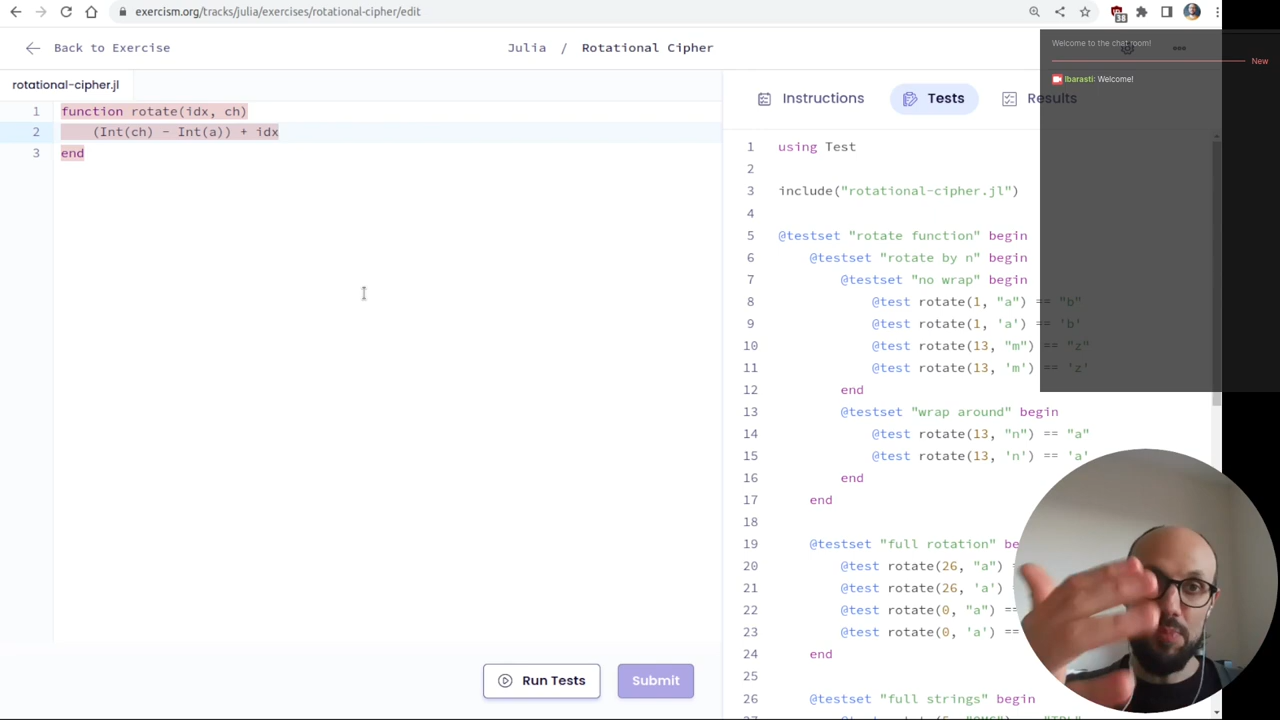 exercism.org/tracks/julia/exercises/rotational-cipher/edit
38
Back to Exercise
Julia / Rotational Cipher
Welcome to the chat room!
New
lbarasti: Welcome!
rotational-cipher.jl
1 function rotate(idx, ch)
2 (Int(ch) - Int(a)) + idx
3 end
Run Tests
Submit
Instructions
Tests
Results
1 using Test
2
3 include("rotational-cipher.jl")
4
5 @testset "rotate function" begin
6 @testset "rotate by n" begin
7 @testset "no wrap" begin
8 @test rotate(1, "a") == "b"
9 @test rotate(1, 'a') == 'b'
10 @test rotate(13, "m") == "z"
11 @test rotate(13, 'm') == 'z'
12 end
13 @testset "wrap around" begin
14 @test rotate(13, "n") == "a"
15 @test rotate(13, 'n') == 'a'
16 end
17 end
18
19 @testset "full rotation" be
20 @test rotate(26, "a") =
21 @test rotate(26, 'a')
22 @test rotate(0, "a") ==
23 @test rotate(0, 'a') ==
24 end
25
26 @testset "full strings" begin